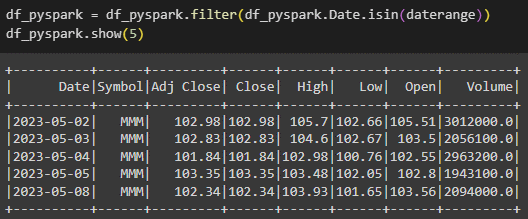 df_pyspark = df_pyspark.filter(df_pyspark.Date.isin(daterange))
df_pyspark.show(5)
+----------+------+---------+------+------+------+------+---------+
|      Date|Symbol|Adj Close| Close|  High|   Low|  Open|   Volume|
+----------+------+---------+------+------+------+------+---------+
|2023-05-02|   MMM|   102.98|102.98| 105.7|102.66|105.51|3012000.0|
|2023-05-03|   MMM|   102.83|102.83| 104.6|102.67| 103.5|2056100.0|
|2023-05-04|   MMM|   101.84|101.84|102.98|100.76|102.55|2963200.0|
|2023-05-05|   MMM|   103.35|103.35|103.48|102.05| 102.8|1943100.0|
|2023-05-08|   MMM|   102.34|102.34|103.93|101.65|103.56|2094000.0|
+----------+------+---------+------+------+------+------+---------+